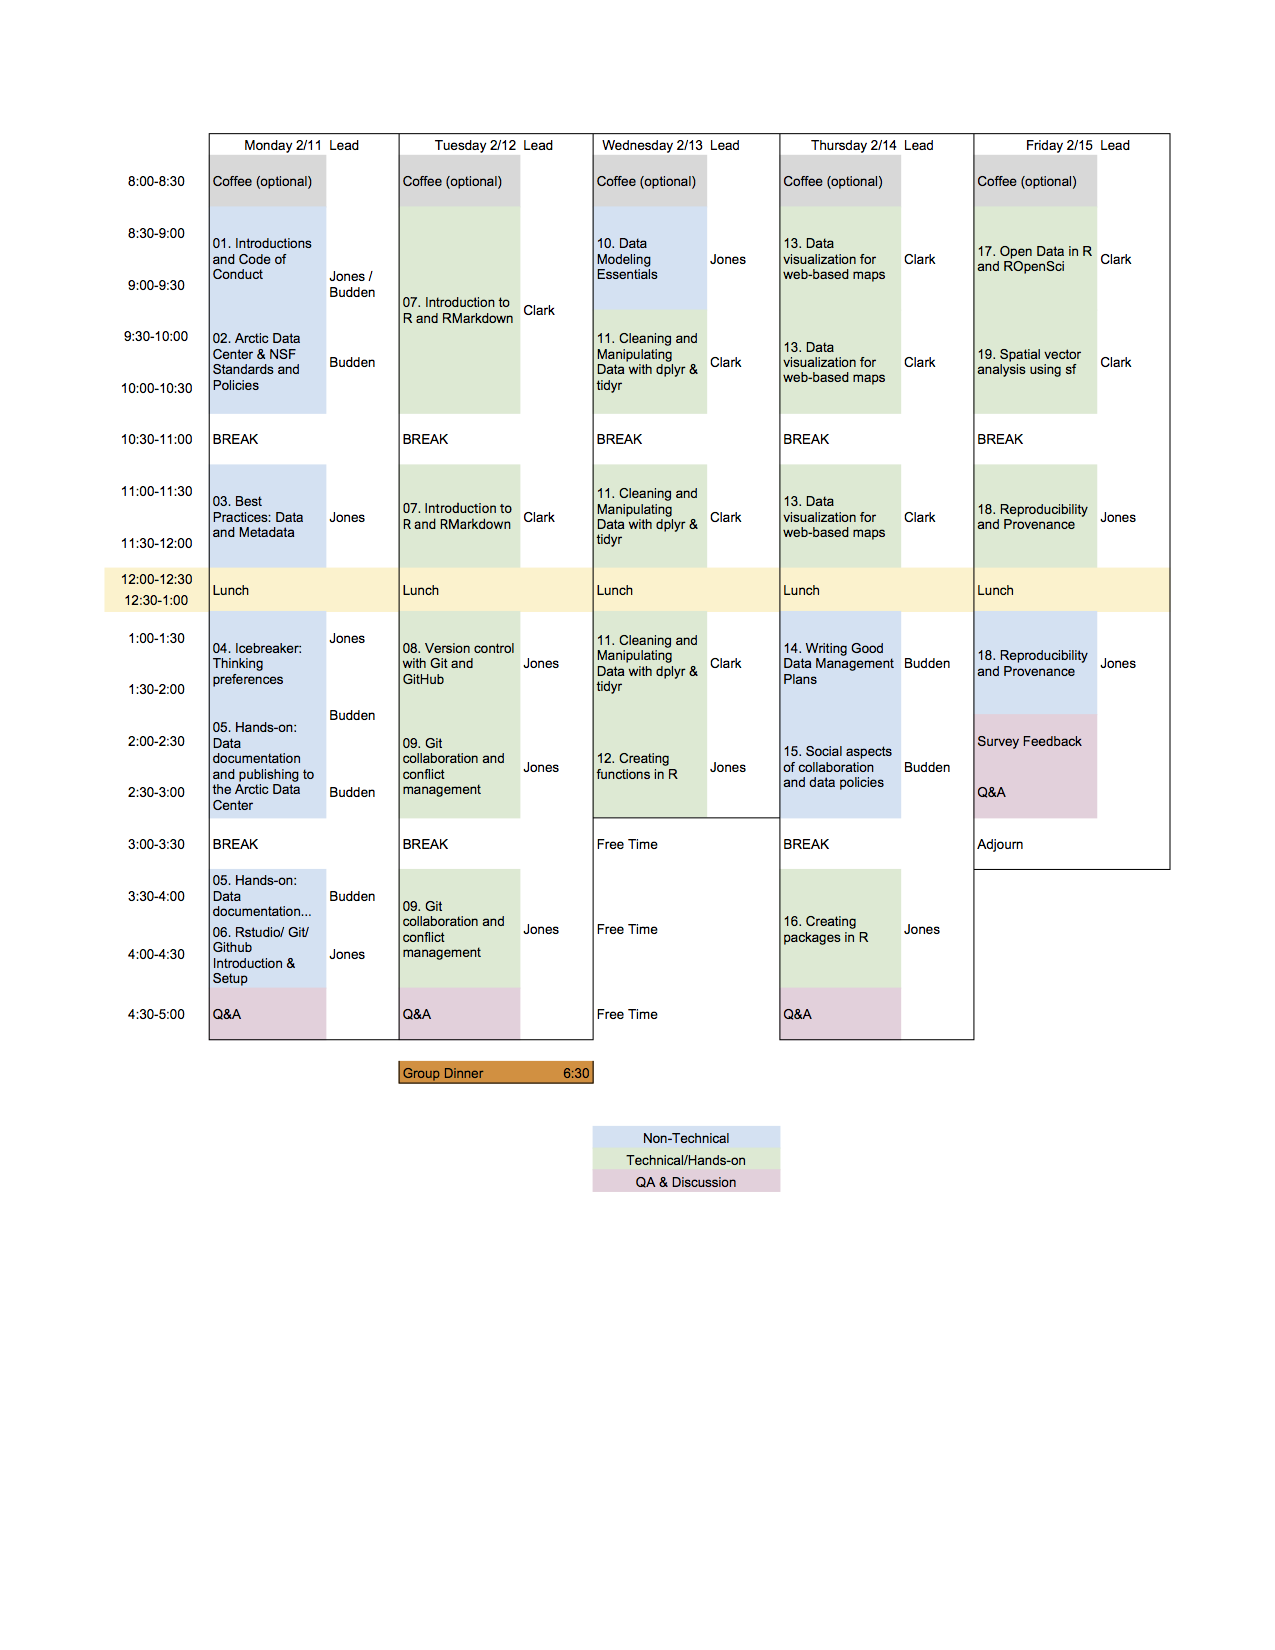 Monday 2/11 Lead Tuesday 2/12 Lead Wednesday 2/13 Lead Thursday 2/14 Lead Friday 2/15 Lead
8:00-8:30 Coffee (optional) Coffee (optional) Coffee (optional) Coffee (optional) Coffee (optional)
8:30-9:00
9:00-9:30
01. Introductions
and Code of
Conduct
Jones /
Budden
07. Introduction to
R and RMarkdown
Clark
10. Data
Modeling
Essentials
Jones
13. Data
visualization for
web-based maps
Clark
17. Open Data in R
and ROpenSci
Clark
9:30-10:00
10:00-10:30
02. Arctic Data
Center & NSF
Standards and
Policies
Budden
11. Cleaning and
Manipulating
Data with dplyr &
tidyr
Clark
13. Data
visualization for
web-based maps
Clark
19. Spatial vector
analysis using sf
Clark
10:30-11:00 BREAK BREAK BREAK BREAK BREAK
11:00-11:30
11:30-12:00
03. Best
Practices: Data
and Metadata
Jones
07. Introduction to
R and RMarkdown
Clark
11. Cleaning and
Manipulating
Data with dplyr &
tidyr
Clark
13. Data
visualization for
web-based maps
Clark
18. Reproducibility
and Provenance
Jones
12:00-12:30
12:30-1:00
Lunch Lunch Lunch Lunch Lunch
1:00-1:30
1:30-2:00
04. Icebreaker:
Thinking
preferences
Jones
Budden
08. Version control
with Git and
GitHub
Jones
11. Cleaning and
Manipulating
Data with dplyr &
tidyr
Clark
14. Writing Good
Data Management
Plans
Budden
18. Reproducibility
and Provenance
Jones
2:00-2:30
2:30-3:00
05. Hands-on:
Data
documentation
and publishing to
the Arctic Data
Center
Budden
09. Git
collaboration and
conflict
management
Jones
12. Creating
functions in R
Jones
15. Social aspects
of collaboration
and data policies
Budden
Survey Feedback
Q&A
3:00-3:30 BREAK BREAK Free Time BREAK Adjourn
3:30-4:00
4:00-4:30
05. Hands-on:
Data
documentation...
Budden
06. Rstudio/ Git/
Github
Introduction &
Setup
Jones
09. Git
collaboration and
conflict
management
Jones
Free Time
16. Creating
packages in R
Jones
4:30-5:00 Q&A Q&A Free Time Q&A
Group Dinner 6:30
Non-Technical
Technical/Hands-on
QA & Discussion